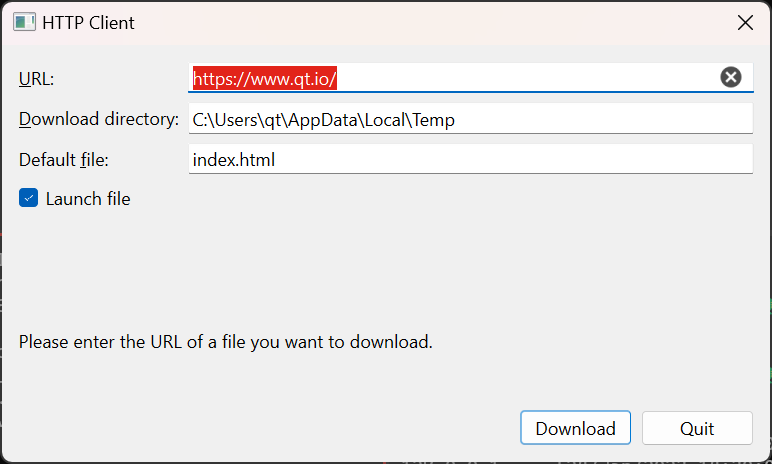 HTTP Client
URL: https://www.qt.io/
Download directory: C:\Users\qt\AppData\Local\Temp
Default file: index.html
Launch file
Please enter the URL of a file you want to download.
Download Quit